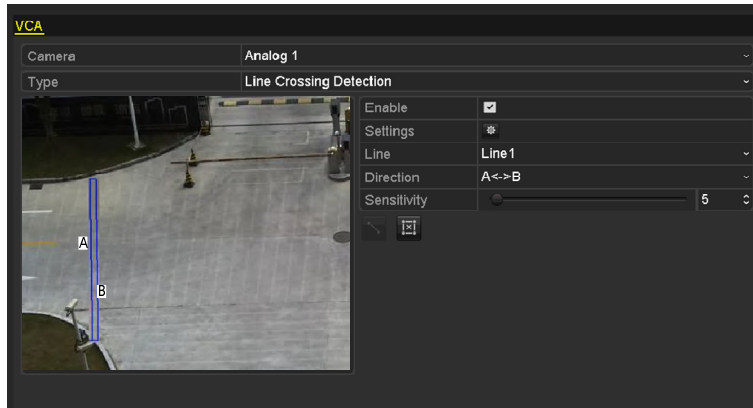 VCA
Camera Analog 1
Type Line Crossing Detection
Enable
Settings
Line Line1
Direction A<->B
Sensitivity 5
A
B